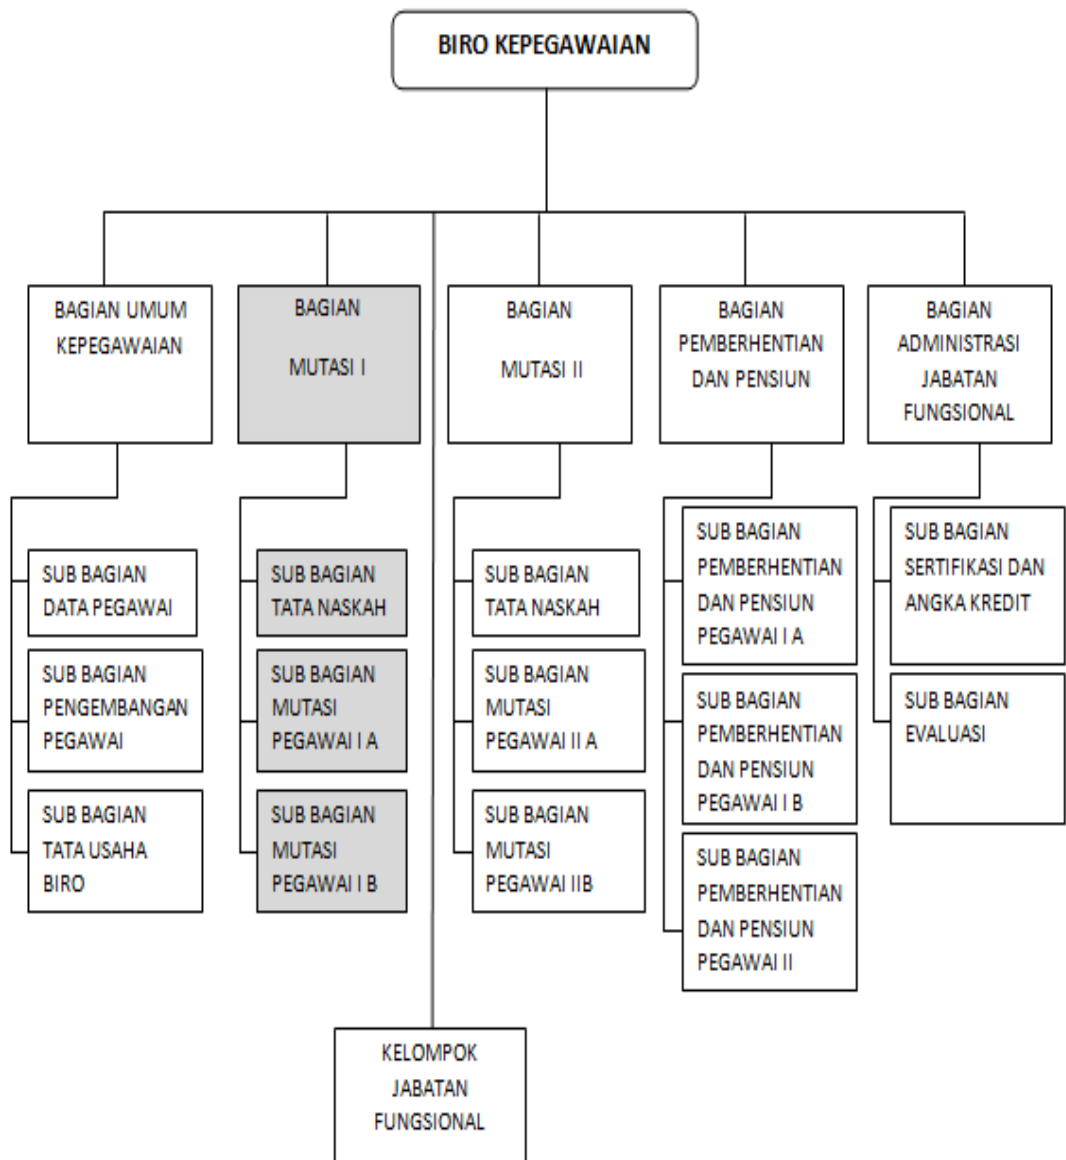 BIRO KEPEGAWAIAN
BAGIAN UMUM
KEPEGAWAIAN
BAGIAN
MUTASI I
BAGIAN
MUTASI II
BAGIAN
PEMBERHENTIAN
DAN PENSIUN
BAGIAN
ADMINISTRASI
JABATAN
FUNGSIONAL
SUB BAGIAN
DATA PEGAWAI
SUB BAGIAN
PENGEMBANGAN
PEGAWAI
SUB BAGIAN
TATA USAHA
BIRO
SUB BAGIAN
TATA NASKAH
SUB BAGIAN
MUTASI
PEGAWAI I A
SUB BAGIAN
MUTASI
PEGAWAI I B
SUB BAGIAN
TATA NASKAH
SUB BAGIAN
MUTASI
PEGAWAI II A
SUB BAGIAN
MUTASI
PEGAWAI IIB
SUB BAGIAN
PEMBERHENTIAN
DAN PENSIUN
PEGAWAI I A
SUB BAGIAN
PEMBERHENTIAN
DAN PENSIUN
PEGAWAI I B
SUB BAGIAN
PEMBERHENTIAN
DAN PENSIUN
PEGAWAI II
SUB BAGIAN
SERTIFIKASI DAN
ANGKA KREDIT
SUB BAGIAN
EVALUASI
KELOMPOK
JABATAN
FUNGSIONAL